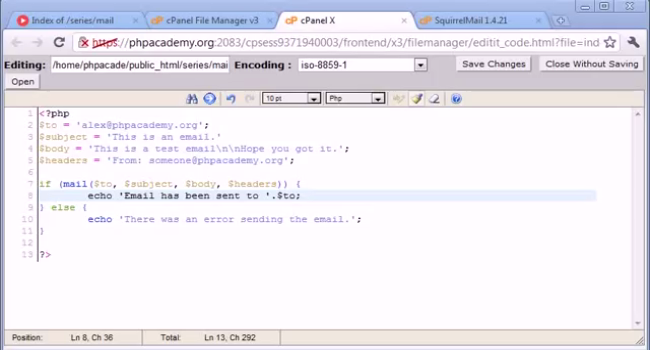 Index of /series/mail
cPanel File Manager v3
cPanel X
SquirrelMail 1.4.21
https://phpacademy.org:2083/cpsess9371940003/frontend/x3/filemanager/editit_code.html?file=ind
Editing: /home/phpacade/public_html/series/mai Encoding : iso-8859-1 Save Changes Close Without Saving
Open
10 pt Php
1 <?php
2 $to = 'alex@phpacademy.org';
3 $subject = 'This is an email.'
4 $body = 'This is a test email\n\nHope you got it.';
5 $headers = 'From: someone@phpacademy.org';
6
7 if (mail($to, $subject, $body, $headers)) {
8 echo 'Email has been sent to '.$to;
9 } else {
10 echo 'There was an error sending the email.';
11 }
12
13 ?>
Position: Ln 8, Ch 36 Total: Ln 13, Ch 292